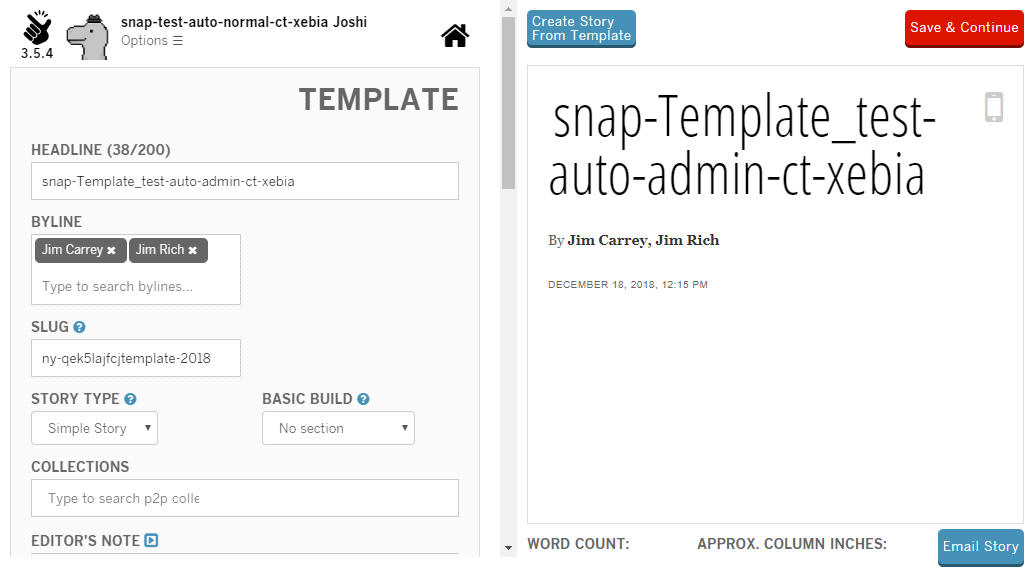 3.5.4
snap-test-auto-normal-ct-xebia Joshi
Options
TEMPLATE
HEADLINE (38/200)
snap-Template_test-auto-admin-ct-xebia
BYLINE
Jim Carrey ✖ Jim Rich ✖
Type to search bylines...
SLUG ?
ny-qek5lajfcjtemplate-2018
STORY TYPE ? BASIC BUILD ?
Simple Story No section
COLLECTIONS
Type to search p2p colle
EDITOR'S NOTE
Create Story
From Template
Save & Continue
snap-Template_test-
auto-admin-ct-xebia
By Jim Carrey, Jim Rich
DECEMBER 18, 2018, 12:15 PM
WORD COUNT: APPROX. COLUMN INCHES:
Email Story